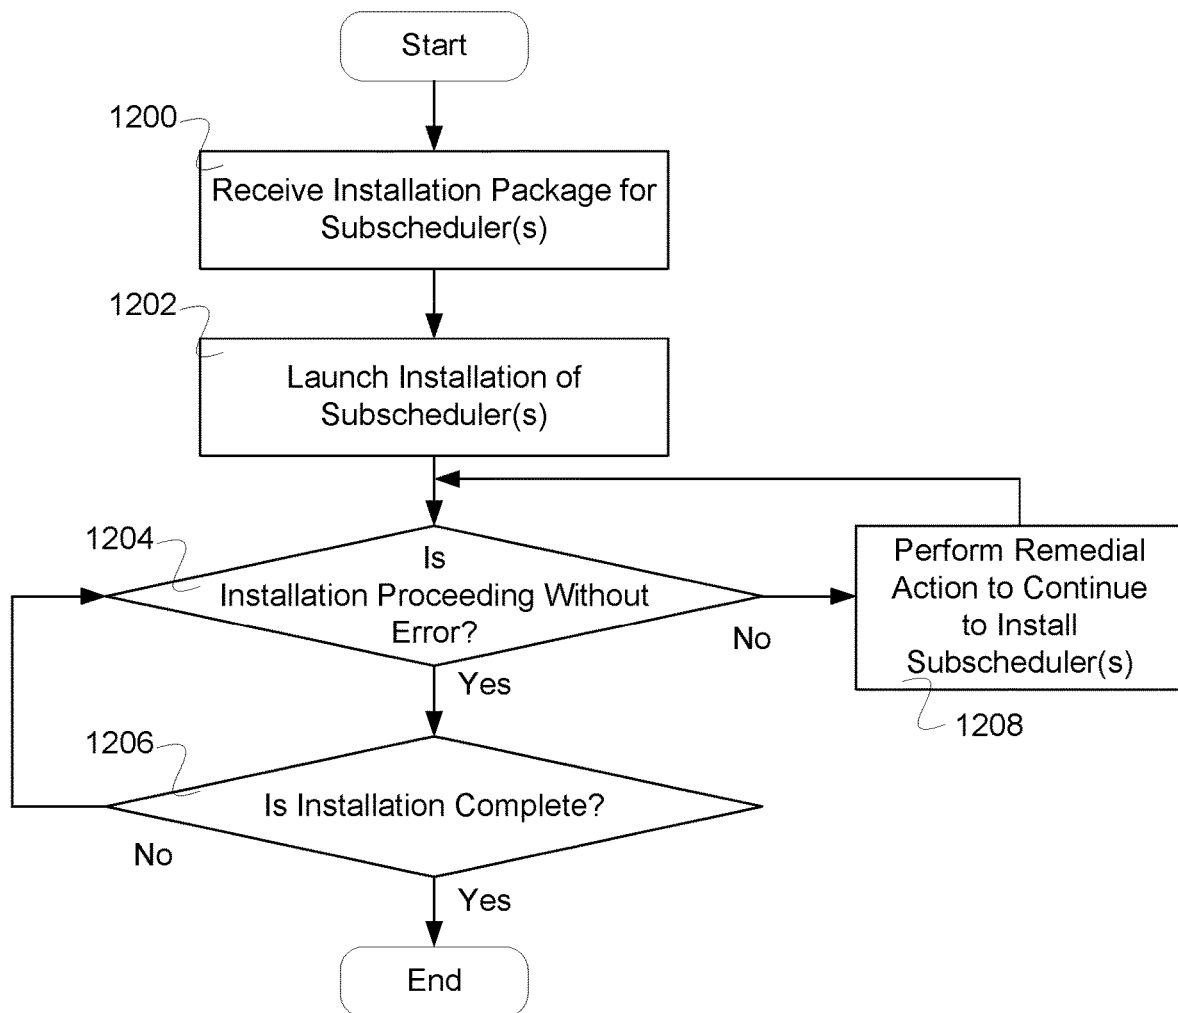 Start
1200
Receive Installation Package for
Subscheduler(s)
1202
Launch Installation of
Subscheduler(s)
1204
Is
Installation Proceeding Without
Error?
No
Perform Remedial
Action to Continue
to Install
Subscheduler(s)
1208
Yes
1206
Is Installation Complete?
No
Yes
End